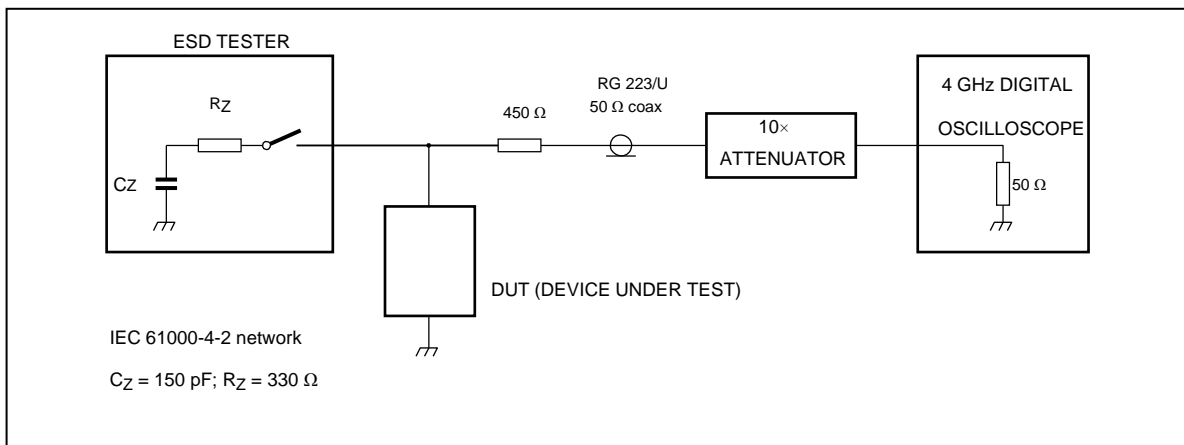 ESD TESTER
RZ
CZ
450 Ω
RG 223/U
50 Ω coax
10×
ATTENUATOR
4 GHz DIGITAL
OSCILLOSCOPE
50 Ω
DUT (DEVICE UNDER TEST)
IEC 61000-4-2 network
CZ = 150 pF; RZ = 330 Ω